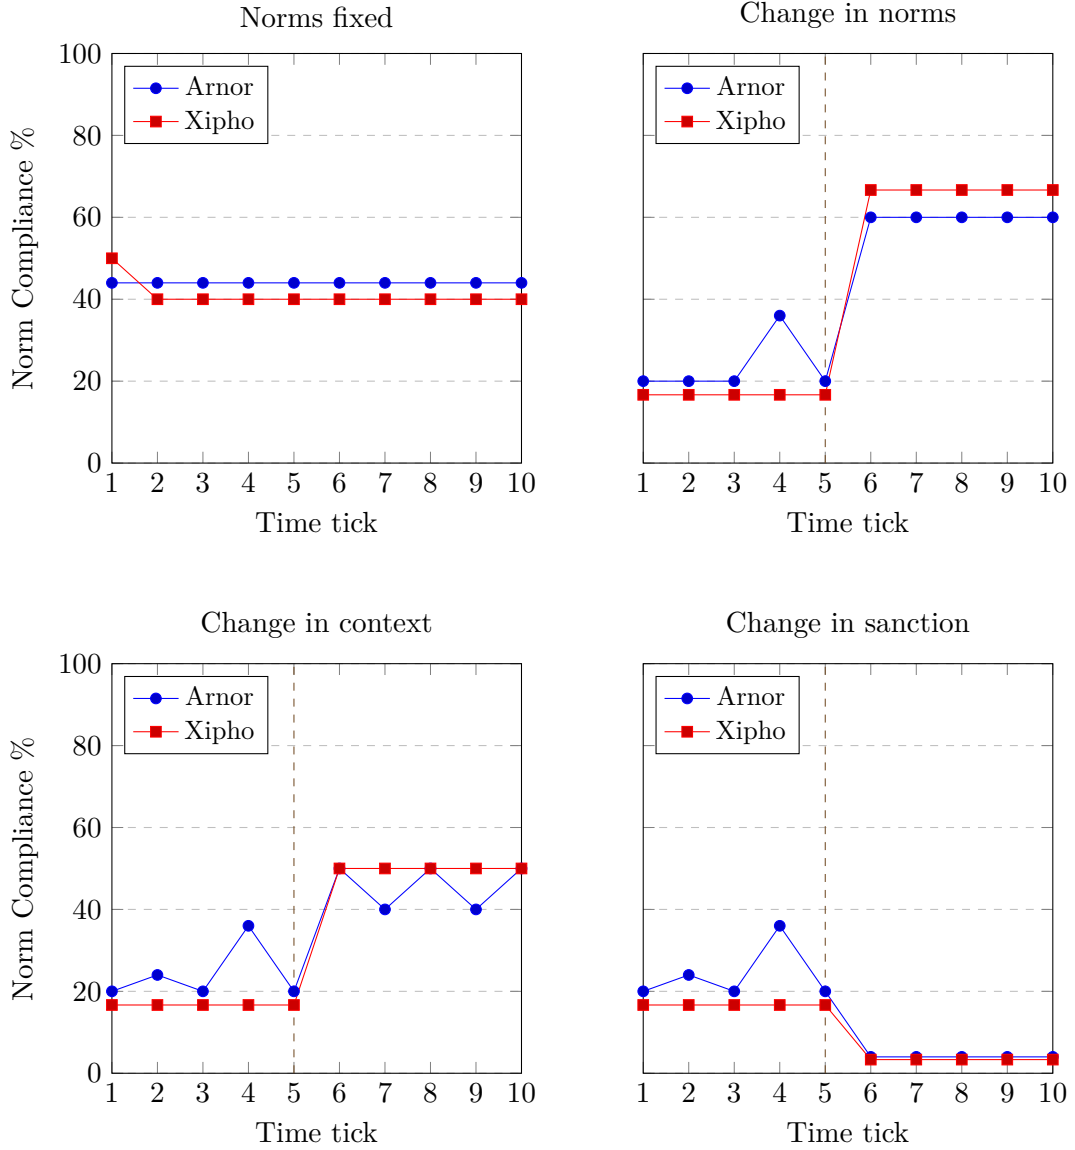 Norms fixed
Change in norms
Norm Compliance %
100
80
60
40
20
0
Arnor
Xipho
Arnor
Xipho
1 2 3 4 5 6 7 8 9 10
1 2 3 4 5 6 7 8 9 10
Time tick
Time tick
Change in context
Change in sanction
Norm Compliance %
100
80
60
40
20
0
Arnor
Xipho
Arnor
Xipho
1 2 3 4 5 6 7 8 9 10
1 2 3 4 5 6 7 8 9 10
Time tick
Time tick